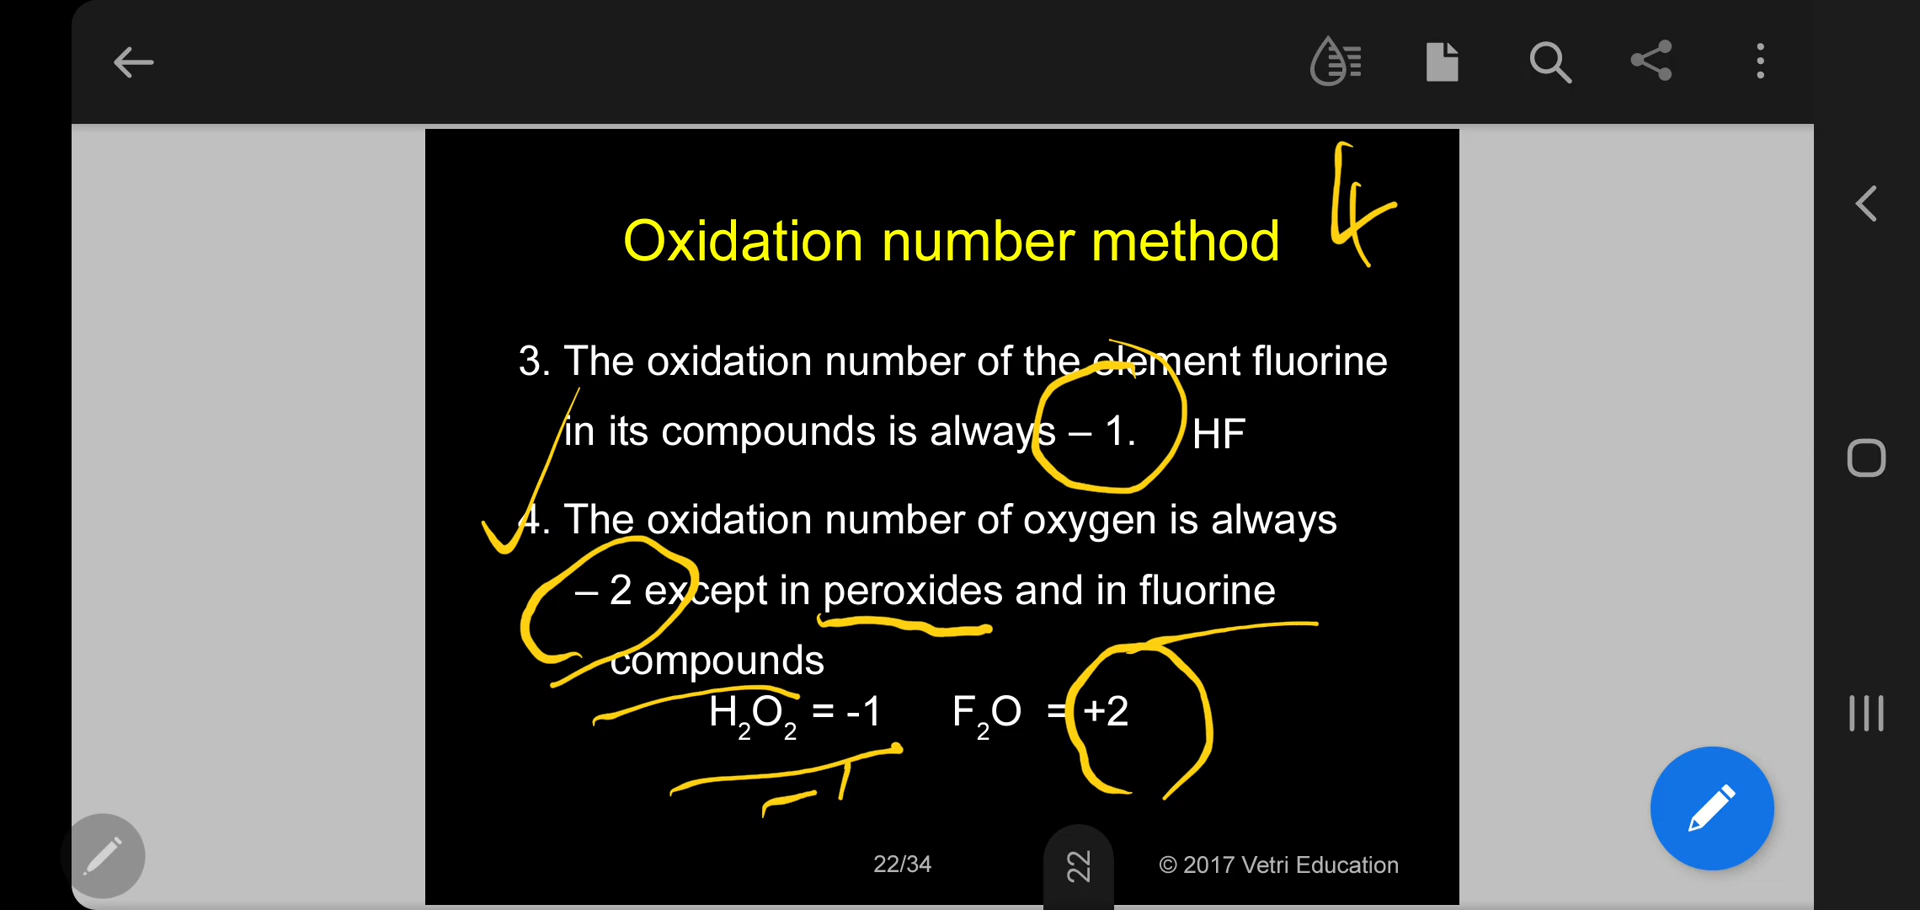 4
Oxidation number method
3. The oxidation number of the element fluorine
in its compounds is always – 1. HF
4. The oxidation number of oxygen is always
– 2 except in peroxides and in fluorine
compounds
H₂O₂ = -1 F₂O = +2
–1
22/34
22
© 2017 Vetri Education